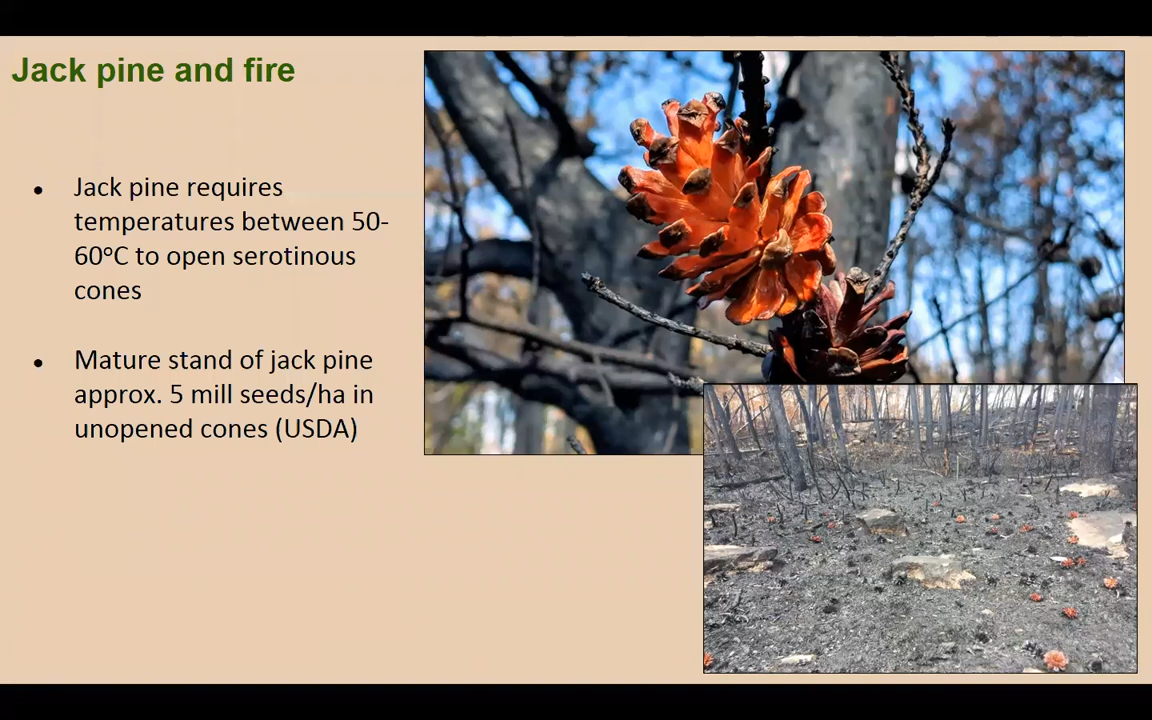 Jack pine and fire
• Jack pine requires
temperatures between 50-
60ºC to open serotinous
cones
• Mature stand of jack pine
approx. 5 mill seeds/ha in
unopened cones (USDA)